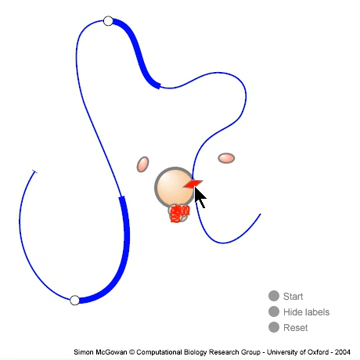 Start
Hide labels
Reset
Simon McGowan © Computational Biology Research Group - University of Oxford - 2004